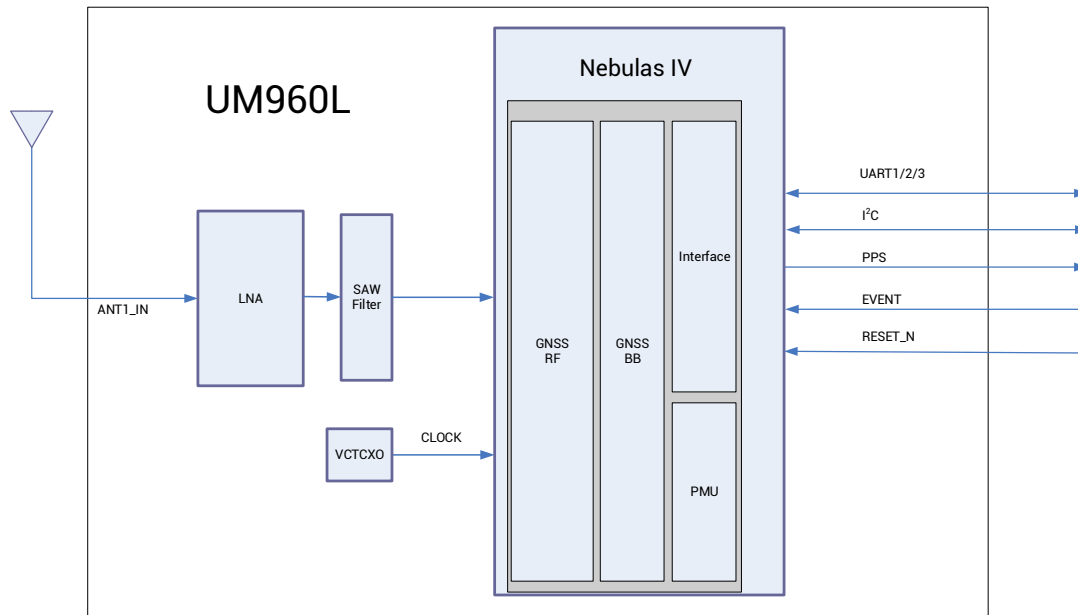 Nebulas IV
UM960L
UART1/2/3
I²C
Interface
PPS
SAW
Filter
LNA
EVENT
ANT1_IN
RESET_N
GNSS
RF
GNSS
BB
CLOCK
VCTCXO
PMU